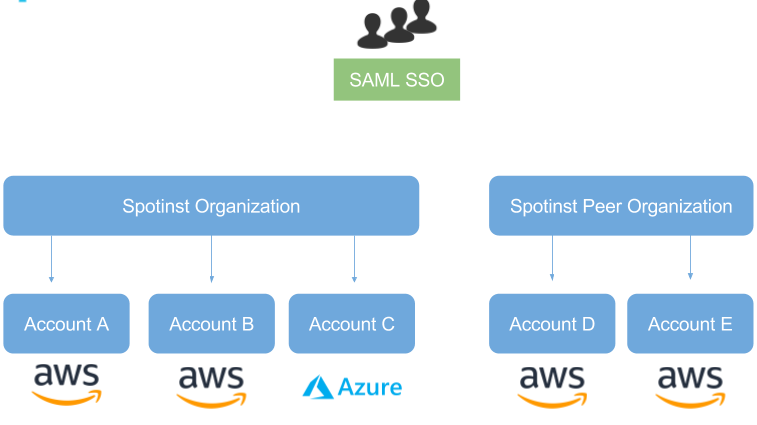 SAML SSO
Spotinst Organization
Spotinst Peer Organization
Account A
Account B
Account C
Account D
Account E
aws
aws
Azure
aws
aws